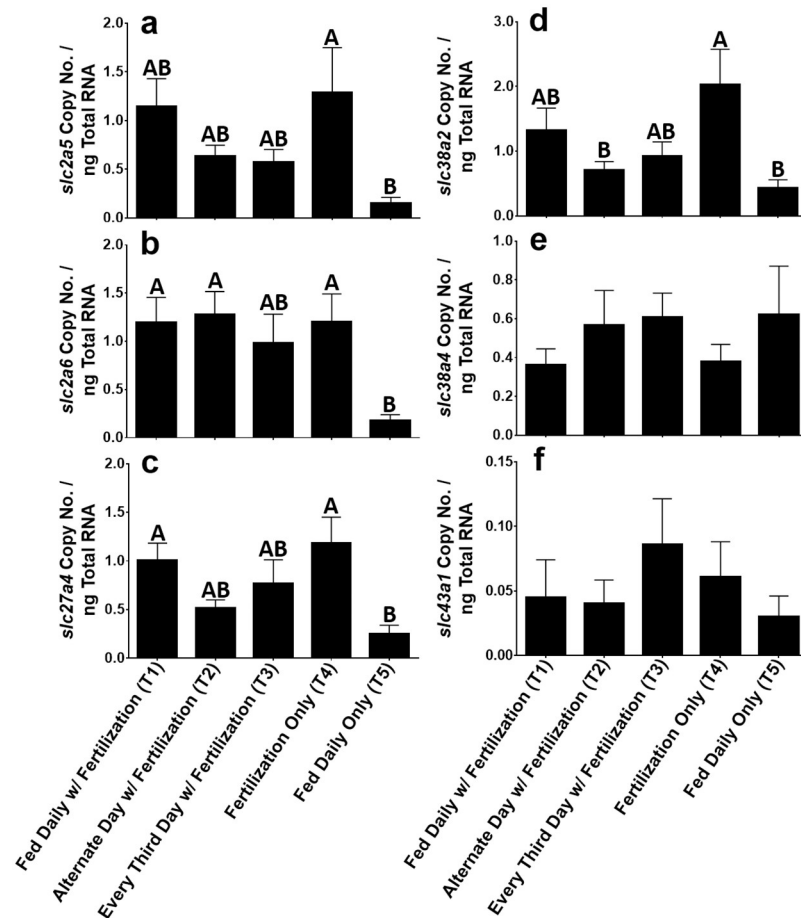 a
slc2a5 Copy No. /
ng Total RNA
2.0
1.5
1.0
0.5
0.0
AB
AB
AB
A
B
b
slc2a6 Copy No. /
ng Total RNA
2.0
1.5
1.0
0.5
0.0
A
A
AB
A
B
c
slc27a4 Copy No. /
ng Total RNA
2.0
1.5
1.0
0.5
0.0
A
AB
AB
A
B
Fed Daily w/ Fertilization (T1)
Alternate Day w/ Fertilization (T2)
Every Third Day w/ Fertilization (T3)
Fertilization Only (T4)
Fed Daily Only (T5)
d
slc38a2 Copy No. /
ng Total RNA
3.0
2.0
1.0
0.0
AB
B
AB
A
B
e
slc38a4 Copy No. /
ng Total RNA
1.0
0.8
0.6
0.4
0.2
0.0
f
slc43a1 Copy No. /
ng Total RNA
0.15
0.10
0.05
0.00
Fed Daily w/ Fertilization (T1)
Alternate Day w/ Fertilization (T2)
Every Third Day w/ Fertilization (T3)
Fertilization Only (T4)
Fed Daily Only (T5)